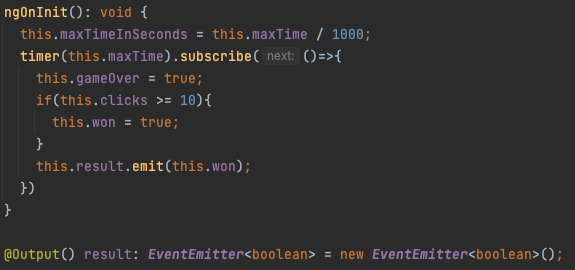 ngOnInit(): void {
  this.maxTimeInSeconds = this.maxTime / 1000;
  timer(this.maxTime).subscribe( next: ()=>{
    this.gameOver = true;
    if(this.clicks >= 10){
      this.won = true;
    }
    this.result.emit(this.won);
  })
}
@Output() result: EventEmitter<boolean> = new EventEmitter<boolean>();